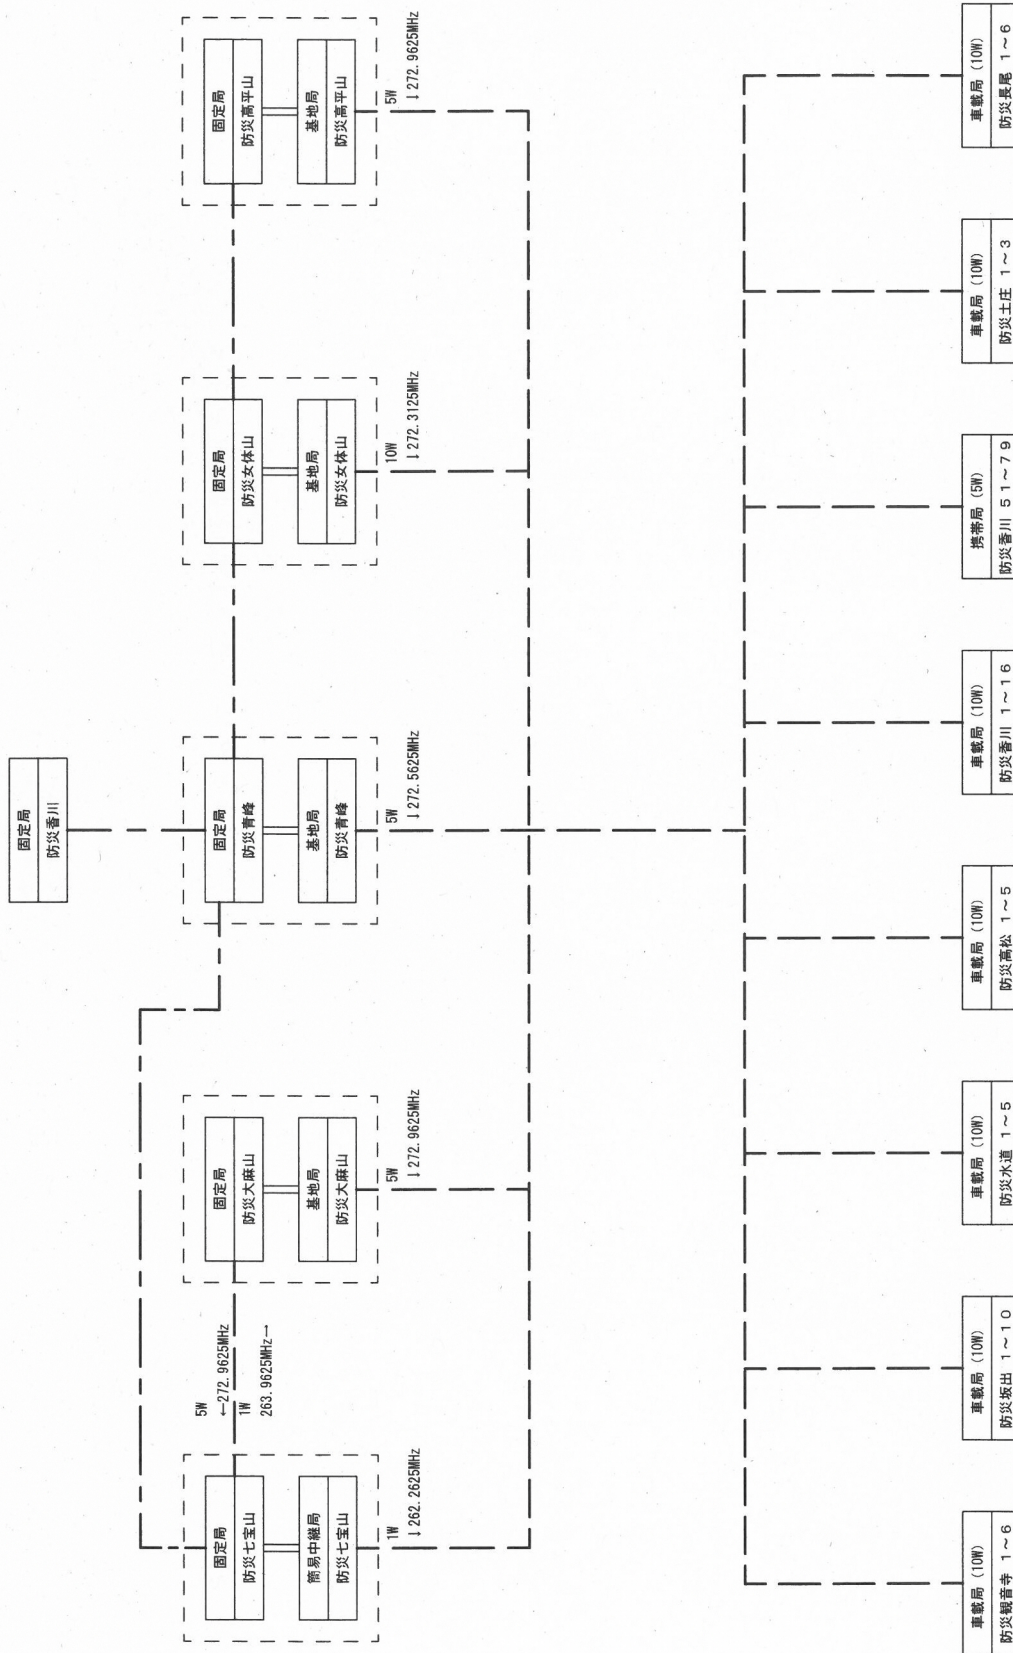 固定局
防災香川
固定局
防災七宝山
簡易中継局
防災七宝山
1W
↓262.2625MHz
5W
←272.9625MHz
1W
263.9625MHz→
固定局
防災大麻山
基地局
防災大麻山
5W
↓272.9625MHz
固定局
防災青峰
基地局
防災青峰
5W
↓272.5625MHz
固定局
防災女体山
基地局
防災女体山
10W
↓272.3125MHz
固定局
防災高平山
基地局
防災高平山
5W
↓272.9625MHz
車載局 (10W)
防災観音寺 1~6
車載局 (10W)
防災坂出 1~10
車載局 (10W)
防災水道 1~5
車載局 (10W)
防災高松 1~5
車載局 (10W)
防災香川 1~16
携帯局 (5W)
防災香川 51~79
車載局 (10W)
防災土庄 1~3
車載局 (10W)
防災長尾 1~6